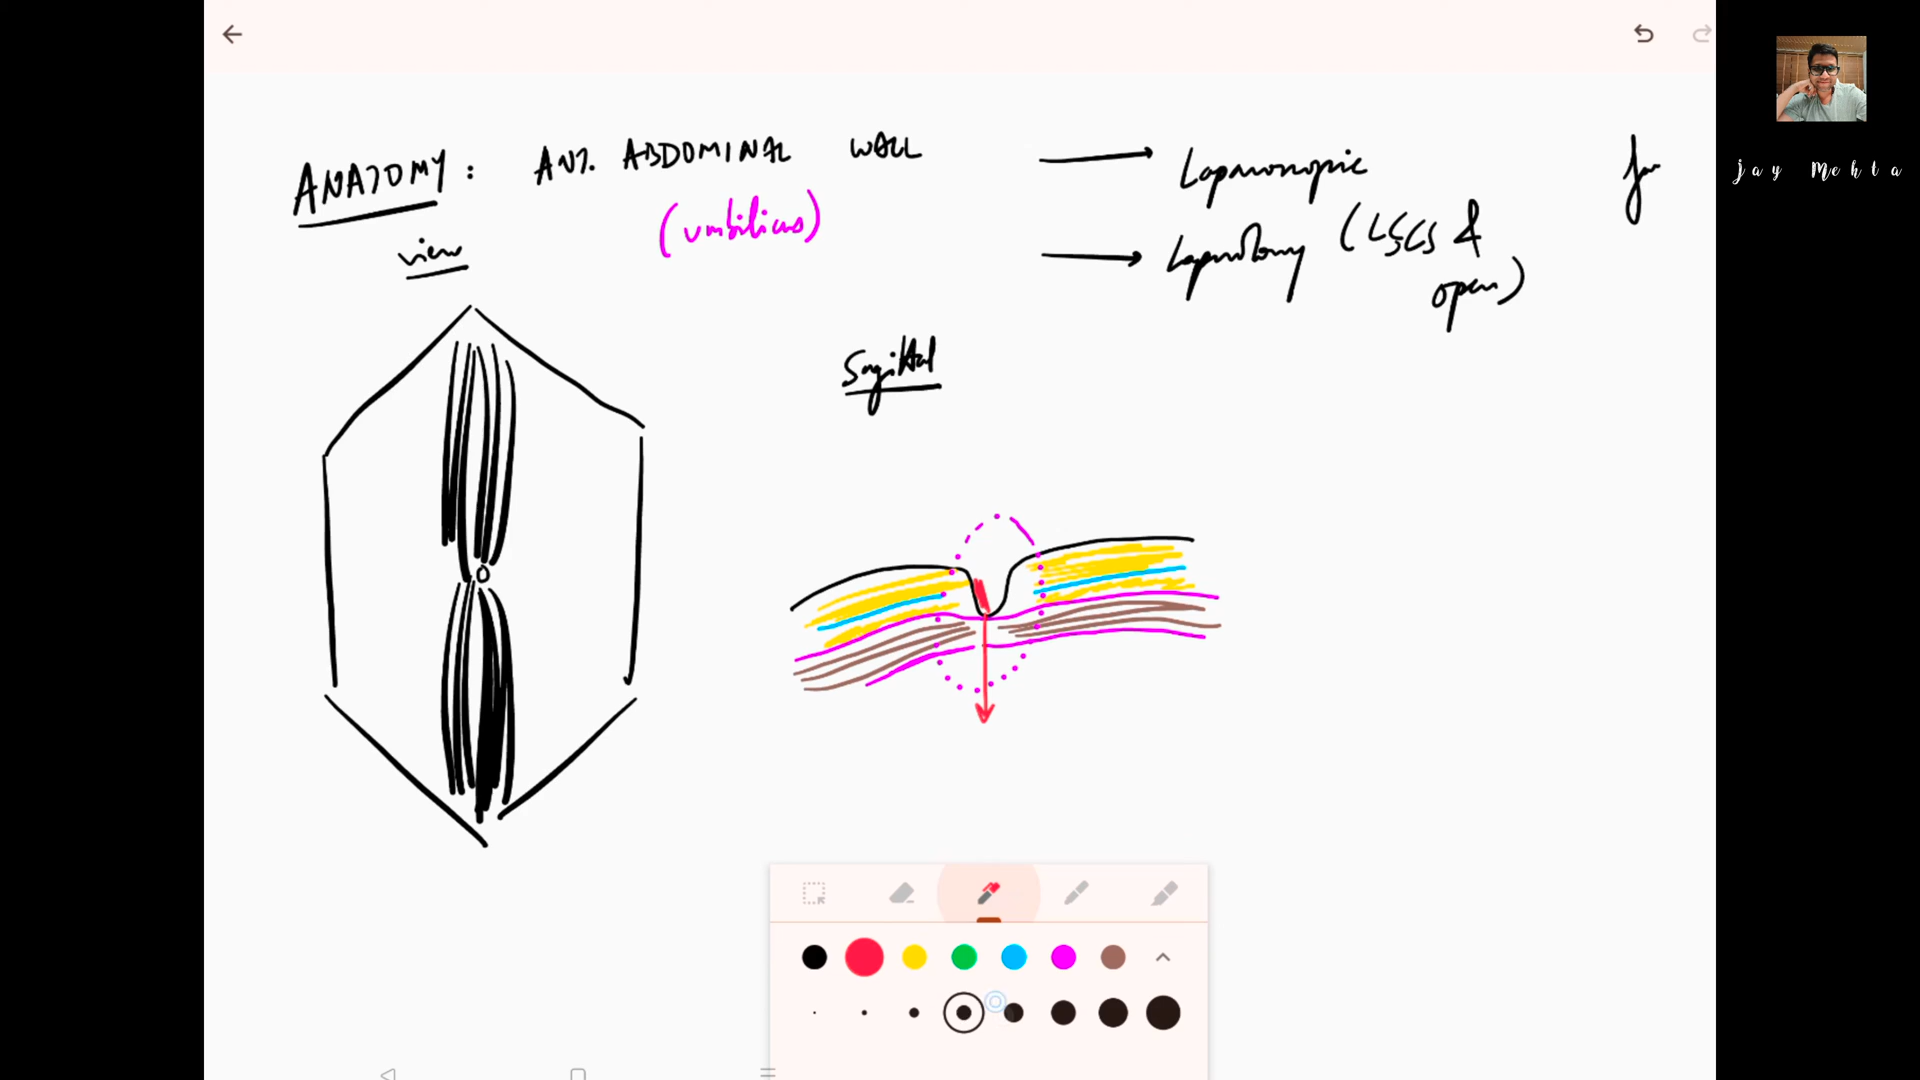 ANATOMY : ANT. ABDOMINAL WALL
(umbilicus)
view
→ Laparoscopic
→ Laparotomy (LSCS &
open)
Sagittal
Jay Mehta